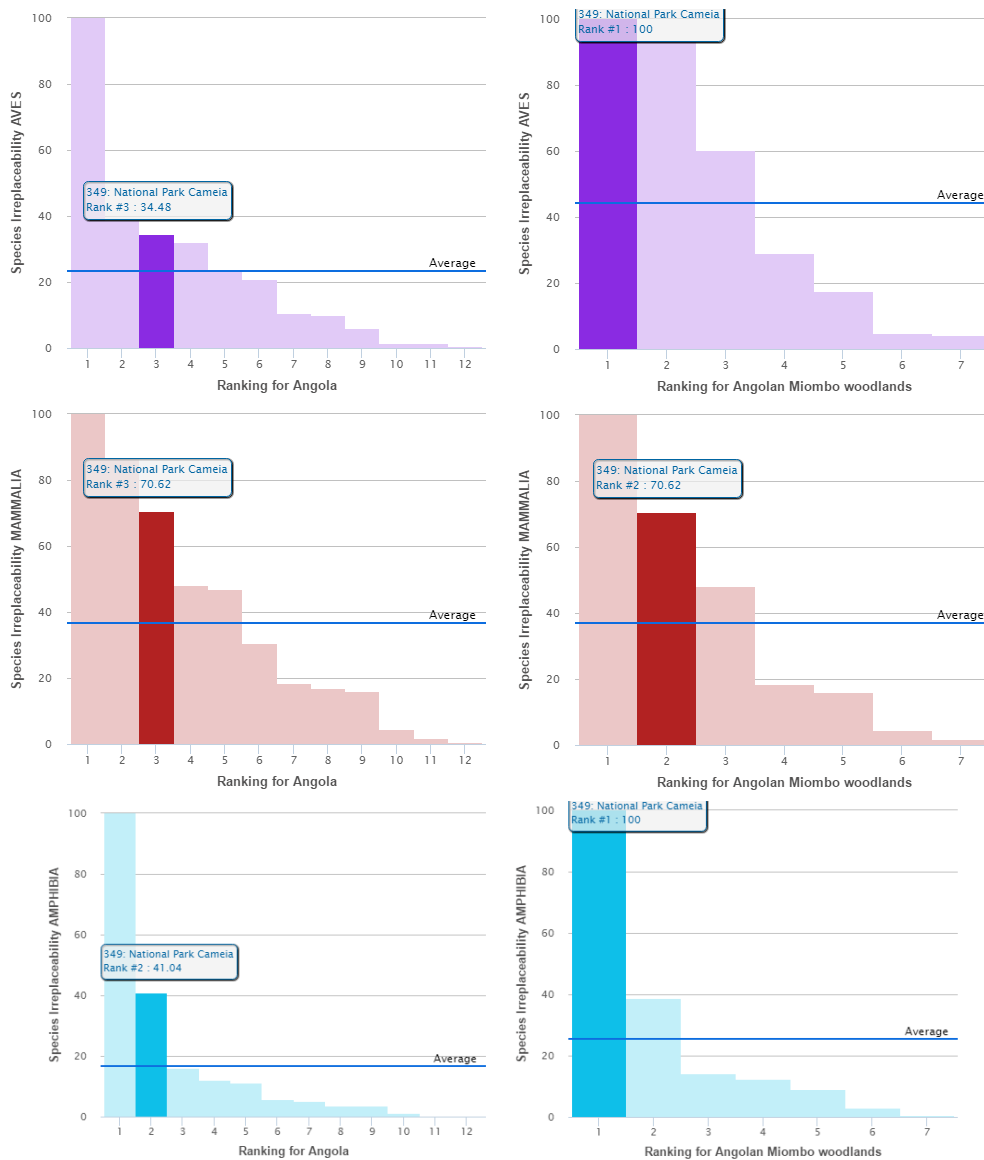 Species Irreplaceability AVES
100
80
60
40
20
0
349: National Park Cameia
Rank #3 : 34.48
Average
1 2 3 4 5 6 7 8 9 10 11 12
Ranking for Angola
Species Irreplaceability AVES
100
80
60
40
20
0
349: National Park Cameia
Rank #1 : 100
Average
1 2 3 4 5 6 7
Ranking for Angolan Miombo woodlands
Species Irreplaceability MAMMALIA
100
80
60
40
20
0
349: National Park Cameia
Rank #3 : 70.62
Average
1 2 3 4 5 6 7 8 9 10 11 12
Ranking for Angola
Species Irreplaceability MAMMALIA
100
80
60
40
20
0
349: National Park Cameia
Rank #2 : 70.62
Average
1 2 3 4 5 6 7
Ranking for Angolan Miombo woodlands
Species Irreplaceability AMPHIBIA
100
80
60
40
20
0
349: National Park Cameia
Rank #2 : 41.04
Average
1 2 3 4 5 6 7 8 9 10 11 12
Ranking for Angola
Species Irreplaceability AMPHIBIA
100
80
60
40
20
0
349: National Park Cameia
Rank #1 : 100
Average
1 2 3 4 5 6 7
Ranking for Angolan Miombo woodlands